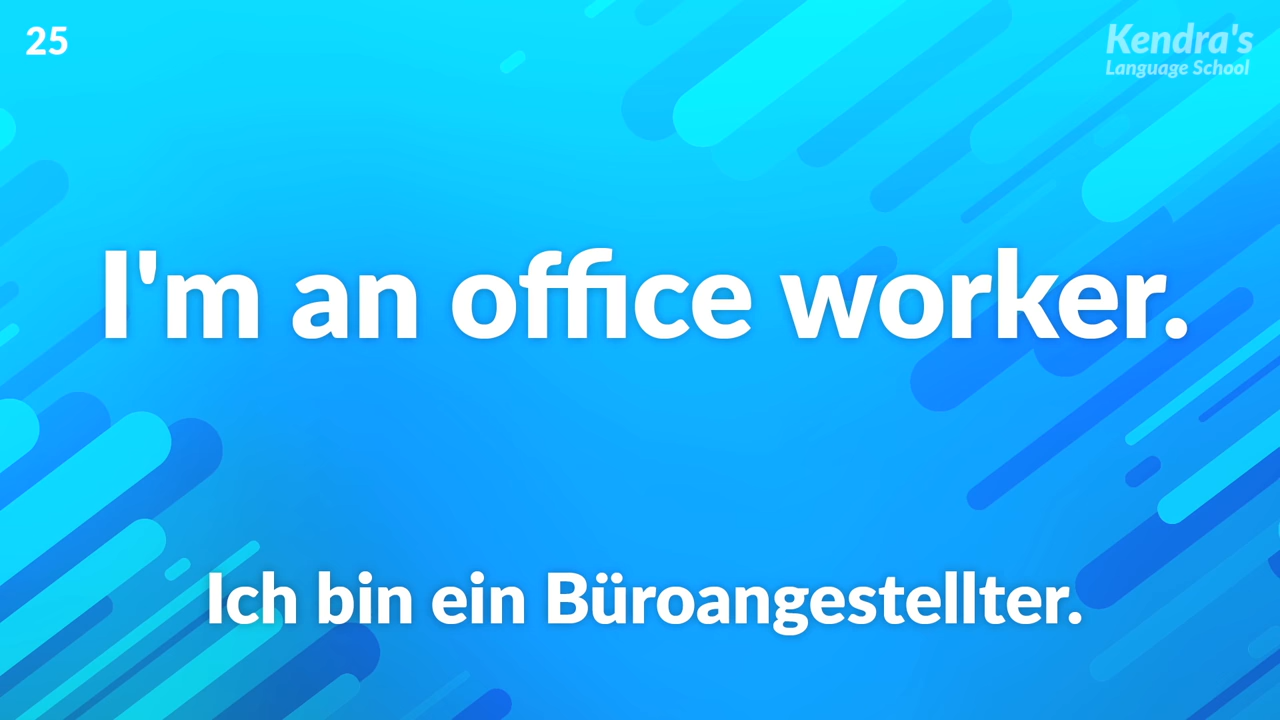 25
Kendra's
Language School
I'm an office worker.
Ich bin ein Büroangestellter.